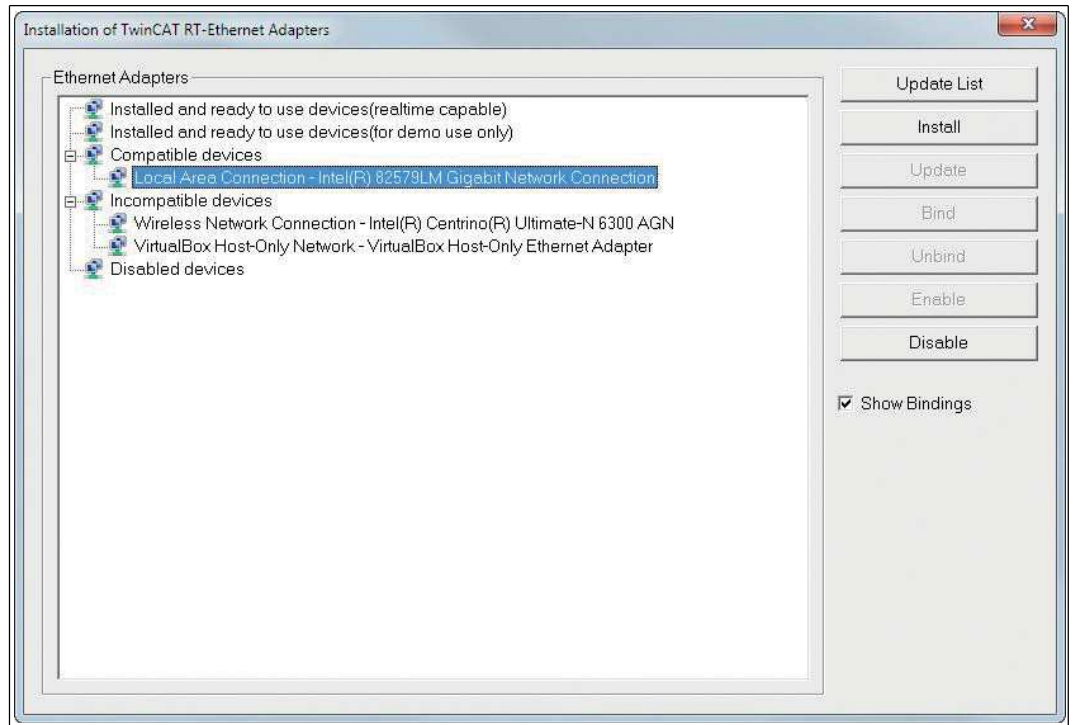 Installation of TwinCAT RT-Ethernet Adapters
Ethernet Adapters
Installed and ready to use devices(realtime capable)
Installed and ready to use devices(for demo use only)
Compatible devices
Local Area Connection - Intel(R) 82579LM Gigabit Network Connection
Incompatible devices
Wireless Network Connection - Intel(R) Centrino(R) Ultimate-N 6300 AGN
VirtualBox Host-Only Network - VirtualBox Host-Only Ethernet Adapter
Disabled devices
Update List
Install
Update
Bind
Unbind
Enable
Disable
Show Bindings